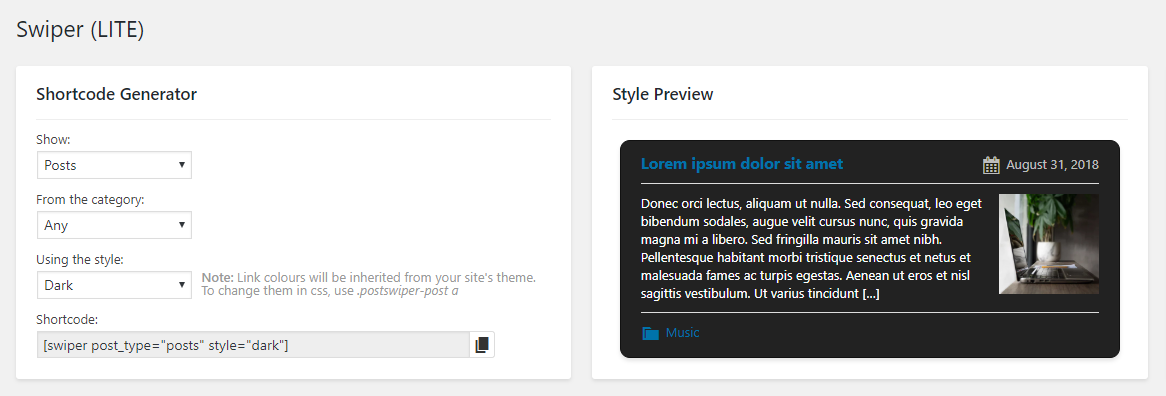 Swiper (LITE)
Shortcode Generator
Show:
Posts
From the category:
Any
Using the style:
Dark
Note: Link colours will be inherited from your site's theme.
To change them in css, use .postswiper-post a
Shortcode:
[swiper post_type="posts" style="dark"]
Style Preview
Lorem ipsum dolor sit amet
August 31, 2018
Donec orci lectus, aliquam ut nulla. Sed consequat, leo eget
bibendum sodales, augue velit cursus nunc, quis gravida
magna mi a libero. Sed fringilla mauris sit amet nibh.
Pellentesque habitant morbi tristique senectus et netus et
malesuada fames ac turpis egestas. Aenean ut eros et nisl
sagittis vestibulum. Ut varius tincidunt [...]
Music